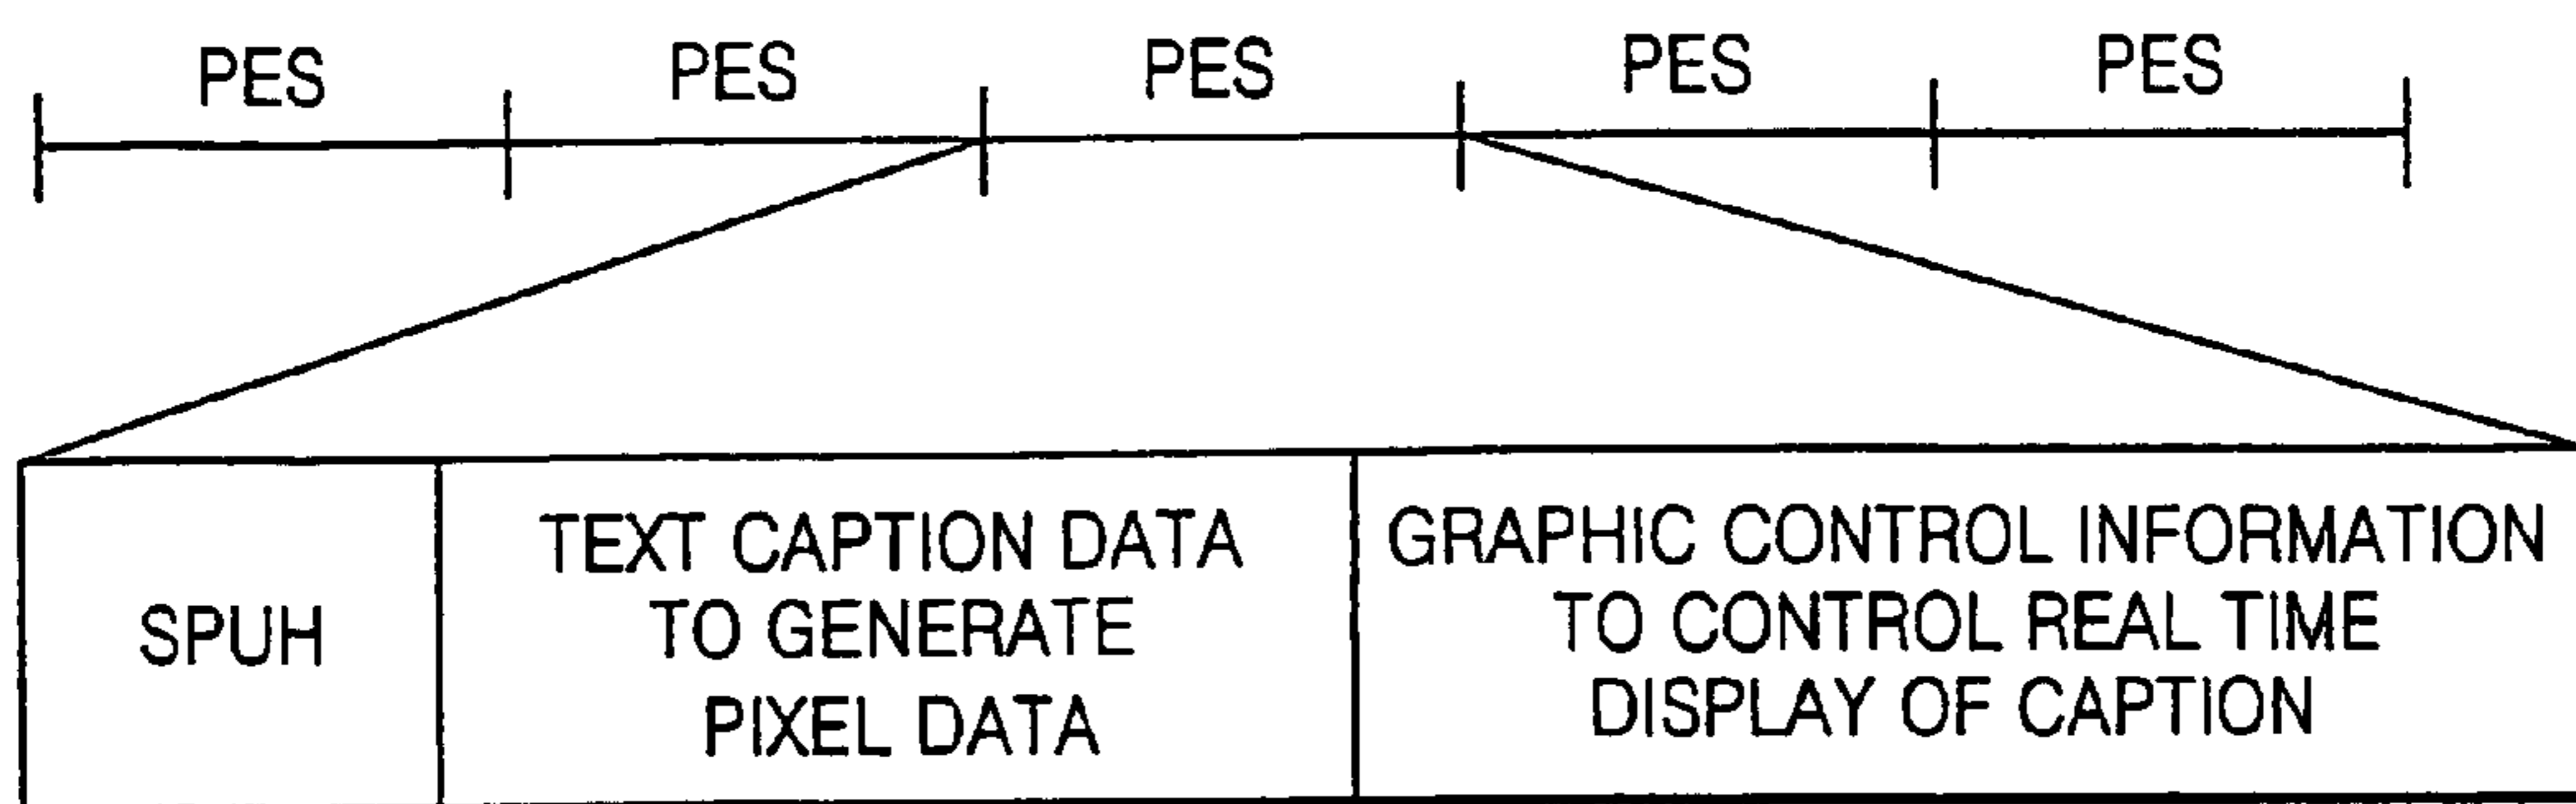 PES PES PES PES PES
SPUH
TEXT CAPTION DATA
TO GENERATE
PIXEL DATA
GRAPHIC CONTROL INFORMATION
TO CONTROL REAL TIME
DISPLAY OF CAPTION